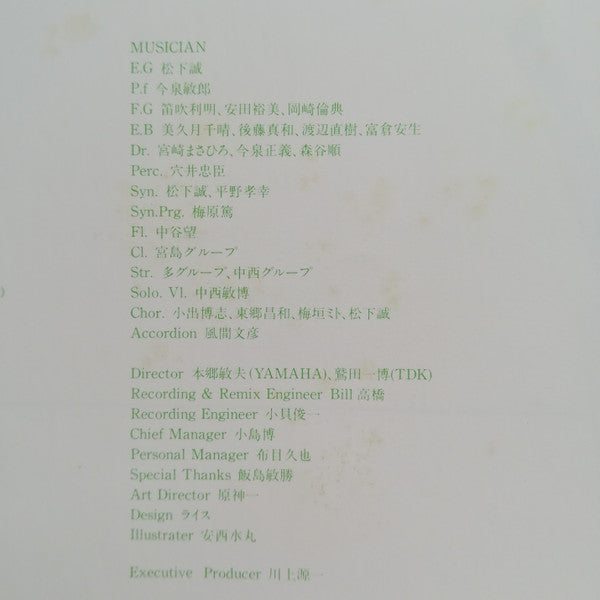 MUSICIAN
E.G 松下誠
P.f 今泉敏郎
F.G 笛吹利明、安田裕美、岡崎倫典
E.B 美久月千晴、後藤真和、渡辺直樹、富倉安生
Dr. 宮崎まさひろ、今泉正義、森谷順
Perc. 穴井忠臣
Syn. 松下誠、平野孝幸
Syn.Prg. 梅原篤
Fl. 中谷望
Cl. 宮島グループ
Str. 多グループ、中西グループ
Solo. Vl. 中西敏博
Chor. 小出博志、東郷昌和、梅垣ミト、松下誠
Accordion 風間文彦
Director 本郷敏夫(YAMAHA)、鷲田一博(TDK)
Recording & Remix Engineer Bill高橋
Recording Engineer 小貝俊一
Chief Manager 小島博
Personal Manager 布目久也
Special Thanks 飯島敏勝
Art Director 原神一
Design ライス
Illustrater 安西水丸
Executive Producer 川上源一